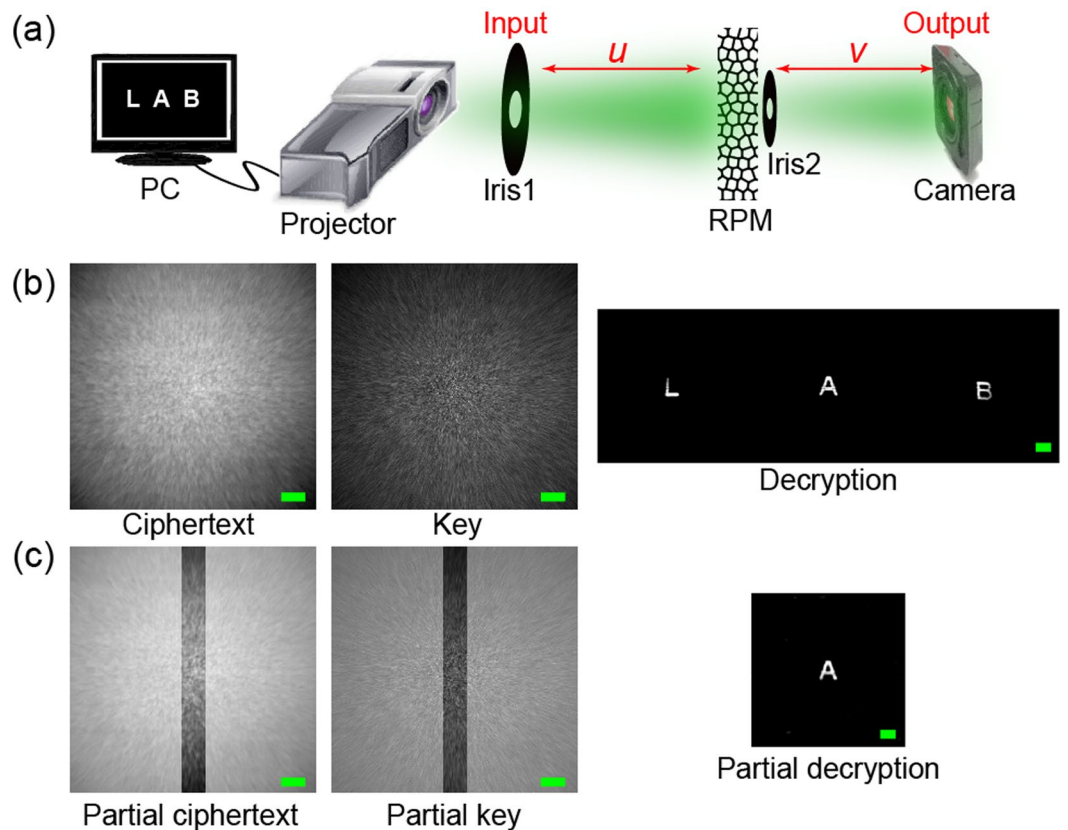 (a)
Input
u
v
Output
L A B
PC
Projector
Iris1
RPM
Iris2
Camera
(b)
L A B
Ciphertext
Key
Decryption
(c)
A
Partial ciphertext
Partial key
Partial decryption